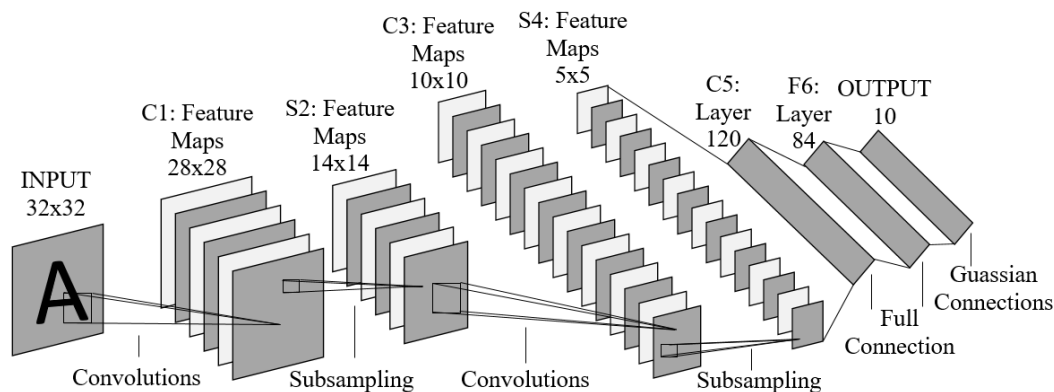 C3: Feature
Maps
10x10
S4: Feature
Maps
5x5
C1: Feature
Maps
28x28
S2: Feature
Maps
14x14
C5:
Layer
120
F6:
Layer
84
OUTPUT
10
INPUT
32x32
A
Convolutions
Subsampling
Convolutions
Subsampling
Full
Connection
Guassian
Connections